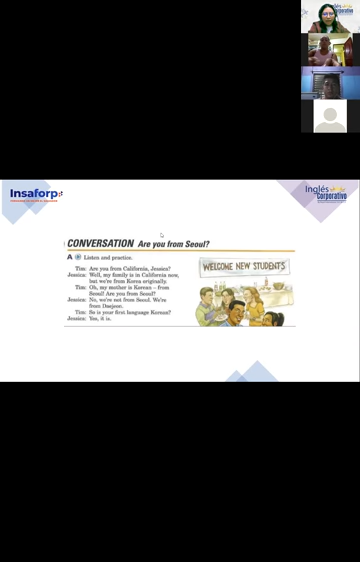 Inglés
Corporativo
Insaforp
Inglés
Corporativo
CONVERSATION Are you from Seoul?
A Listen and practice.
Tim: Are you from California, Jessica?
Jessica: Well, my family is in California now,
but we're from Korea originally.
Tim: Oh, my mother is Korean – from
Seoul! Are you from Seoul?
Jessica: No, we're not from Seoul. We're
from Daejeon.
Tim: So is your first language Korean?
Jessica: Yes, it is.
WELCOME NEW STUDENTS